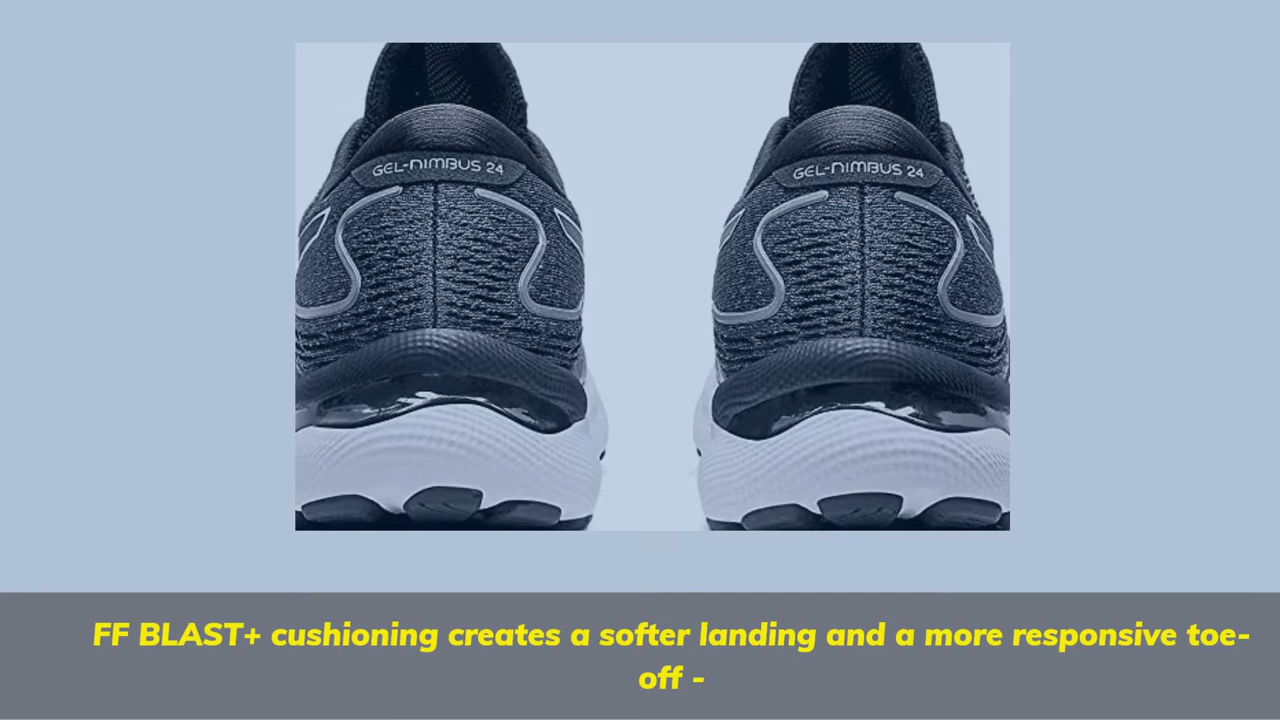 GEL-NIMBUS 24
GEL-NIMBUS 24
FF BLAST+ cushioning creates a softer landing and a more responsive toe-
off -